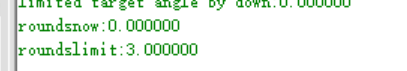 limited target angle by down:0.000000
roundsnow:0.000000
roundslimit:3.000000